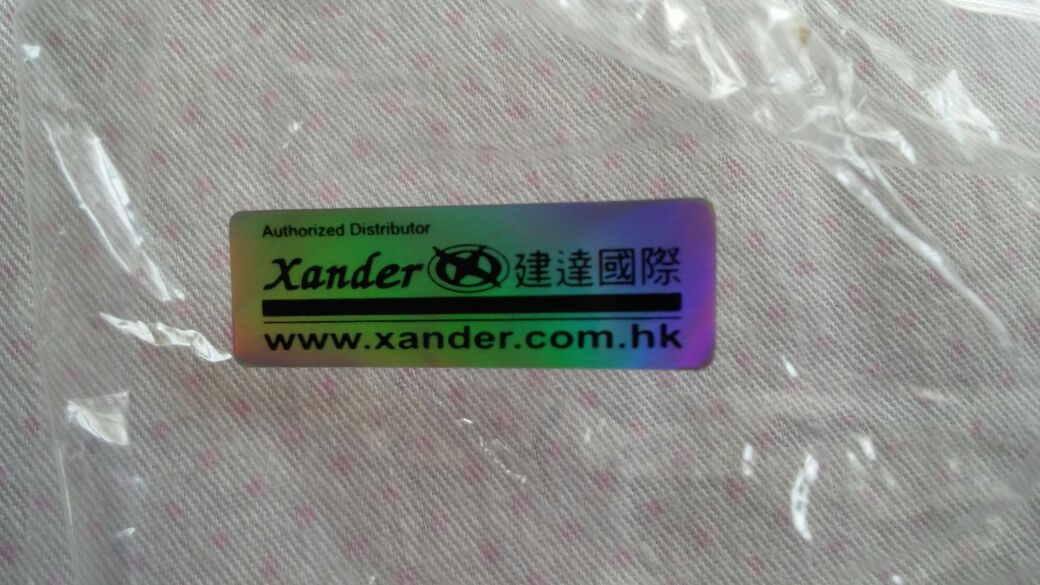 Authorized Distributor
Xander 建達國際
www.xander.com.hk